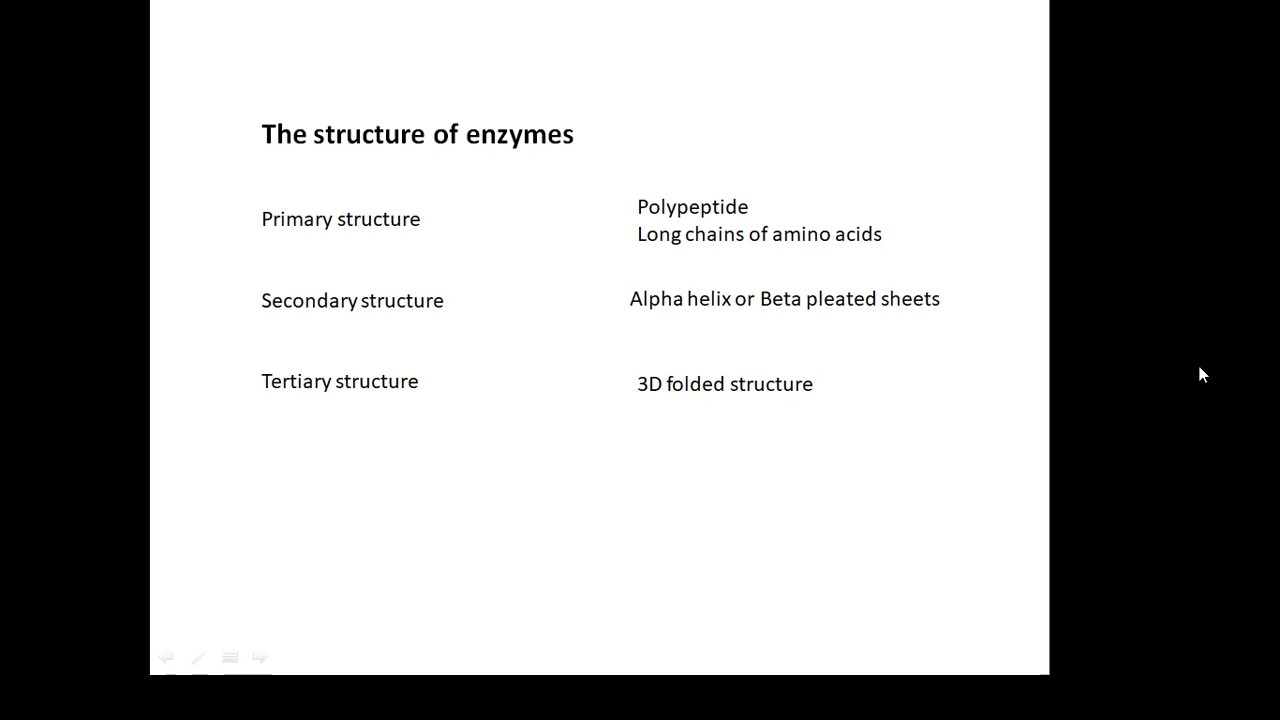 The structure of enzymes
Primary structure
Polypeptide
Long chains of amino acids
Secondary structure
Alpha helix or Beta pleated sheets
Tertiary structure
3D folded structure